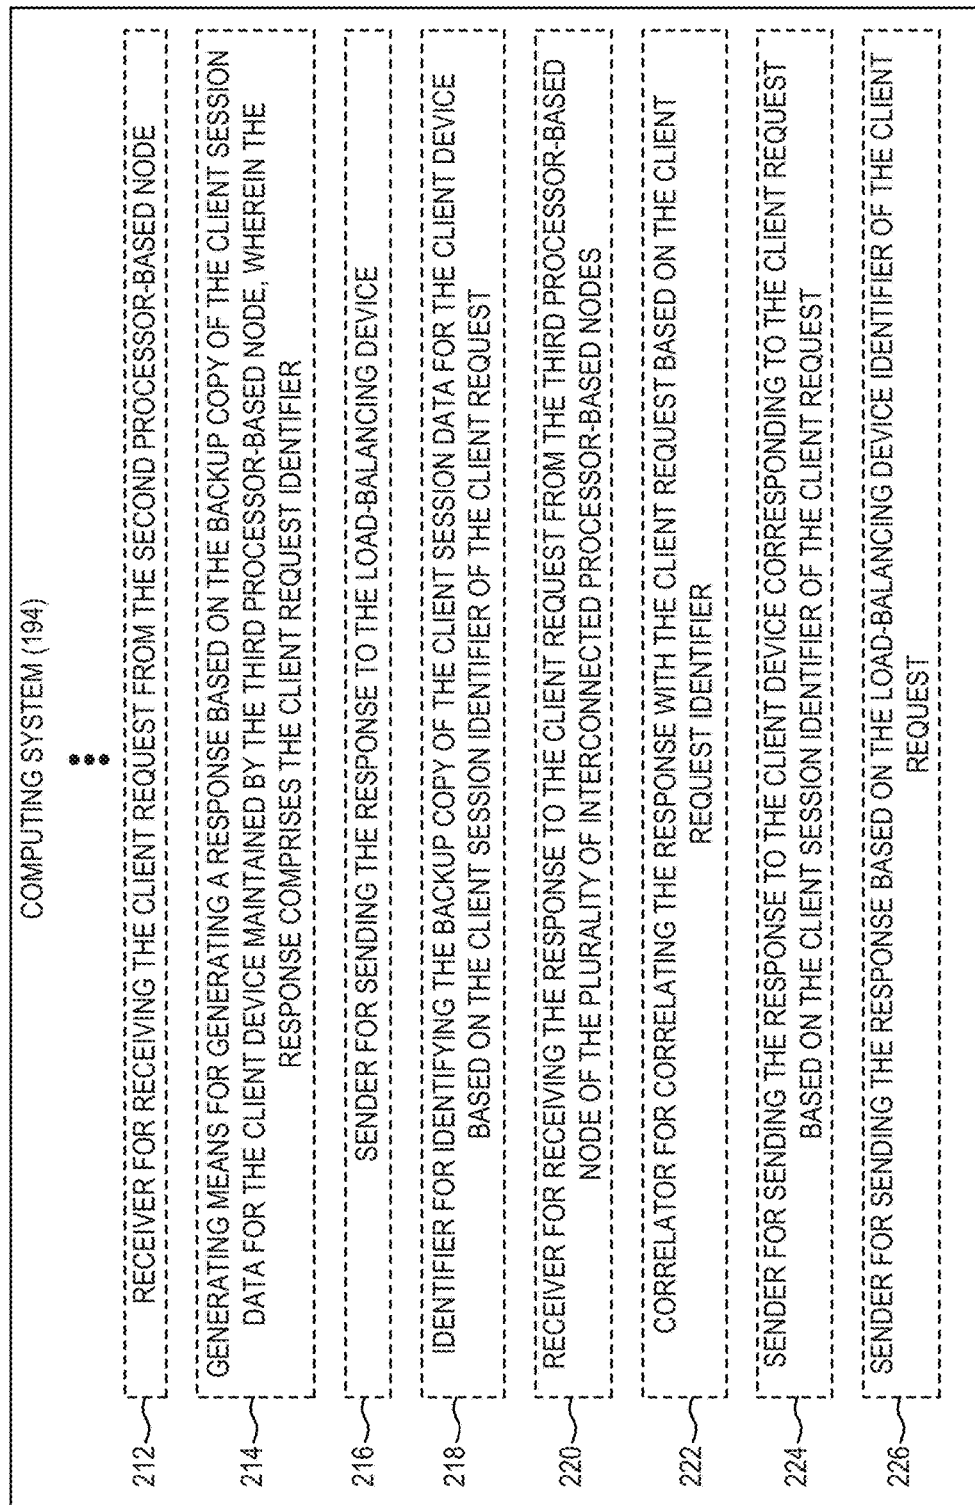 COMPUTING SYSTEM (194)
212
RECEIVER FOR RECEIVING THE CLIENT REQUEST FROM THE SECOND PROCESSOR-BASED NODE
214
GENERATING MEANS FOR GENERATING A RESPONSE BASED ON THE BACKUP COPY OF THE CLIENT SESSION
DATA FOR THE CLIENT DEVICE MAINTAINED BY THE THIRD PROCESSOR-BASED NODE, WHEREIN THE
RESPONSE COMPRISES THE CLIENT REQUEST IDENTIFIER
216
SENDER FOR SENDING THE RESPONSE TO THE LOAD-BALANCING DEVICE
218
IDENTIFIER FOR IDENTIFYING THE BACKUP COPY OF THE CLIENT SESSION DATA FOR THE CLIENT DEVICE
BASED ON THE CLIENT SESSION IDENTIFIER OF THE CLIENT REQUEST
220
RECEIVER FOR RECEIVING THE RESPONSE TO THE CLIENT REQUEST FROM THE THIRD PROCESSOR-BASED
NODE OF THE PLURALITY OF INTERCONNECTED PROCESSOR-BASED NODES
222
CORRELATOR FOR CORRELATING THE RESPONSE WITH THE CLIENT REQUEST BASED ON THE CLIENT
REQUEST IDENTIFIER
224
SENDER FOR SENDING THE RESPONSE TO THE CLIENT DEVICE CORRESPONDING TO THE CLIENT REQUEST
BASED ON THE CLIENT SESSION IDENTIFIER OF THE CLIENT REQUEST
226
SENDER FOR SENDING THE RESPONSE BASED ON THE LOAD-BALANCING DEVICE IDENTIFIER OF THE CLIENT
REQUEST